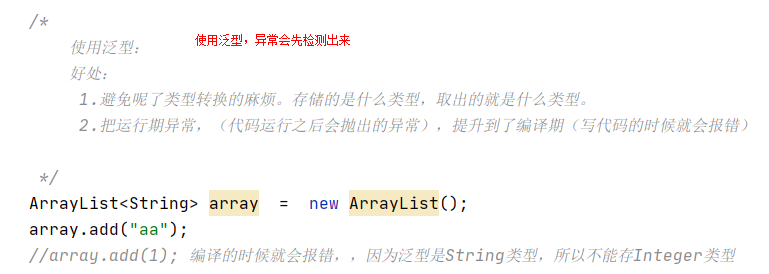 /*
使用泛型：
使用泛型，异常会先检测出来
好处：
1.避免呢了类型转换的麻烦。存储的是什么类型，取出的就是什么类型。
2.把运行期异常，（代码运行之后会抛出的异常），提升到了编译期（写代码的时候就会报错）
*/
ArrayList<String> array = new ArrayList();
array.add("aa");
//array.add(1); 编译的时候就会报错，，因为泛型是String类型，所以不能存Integer类型